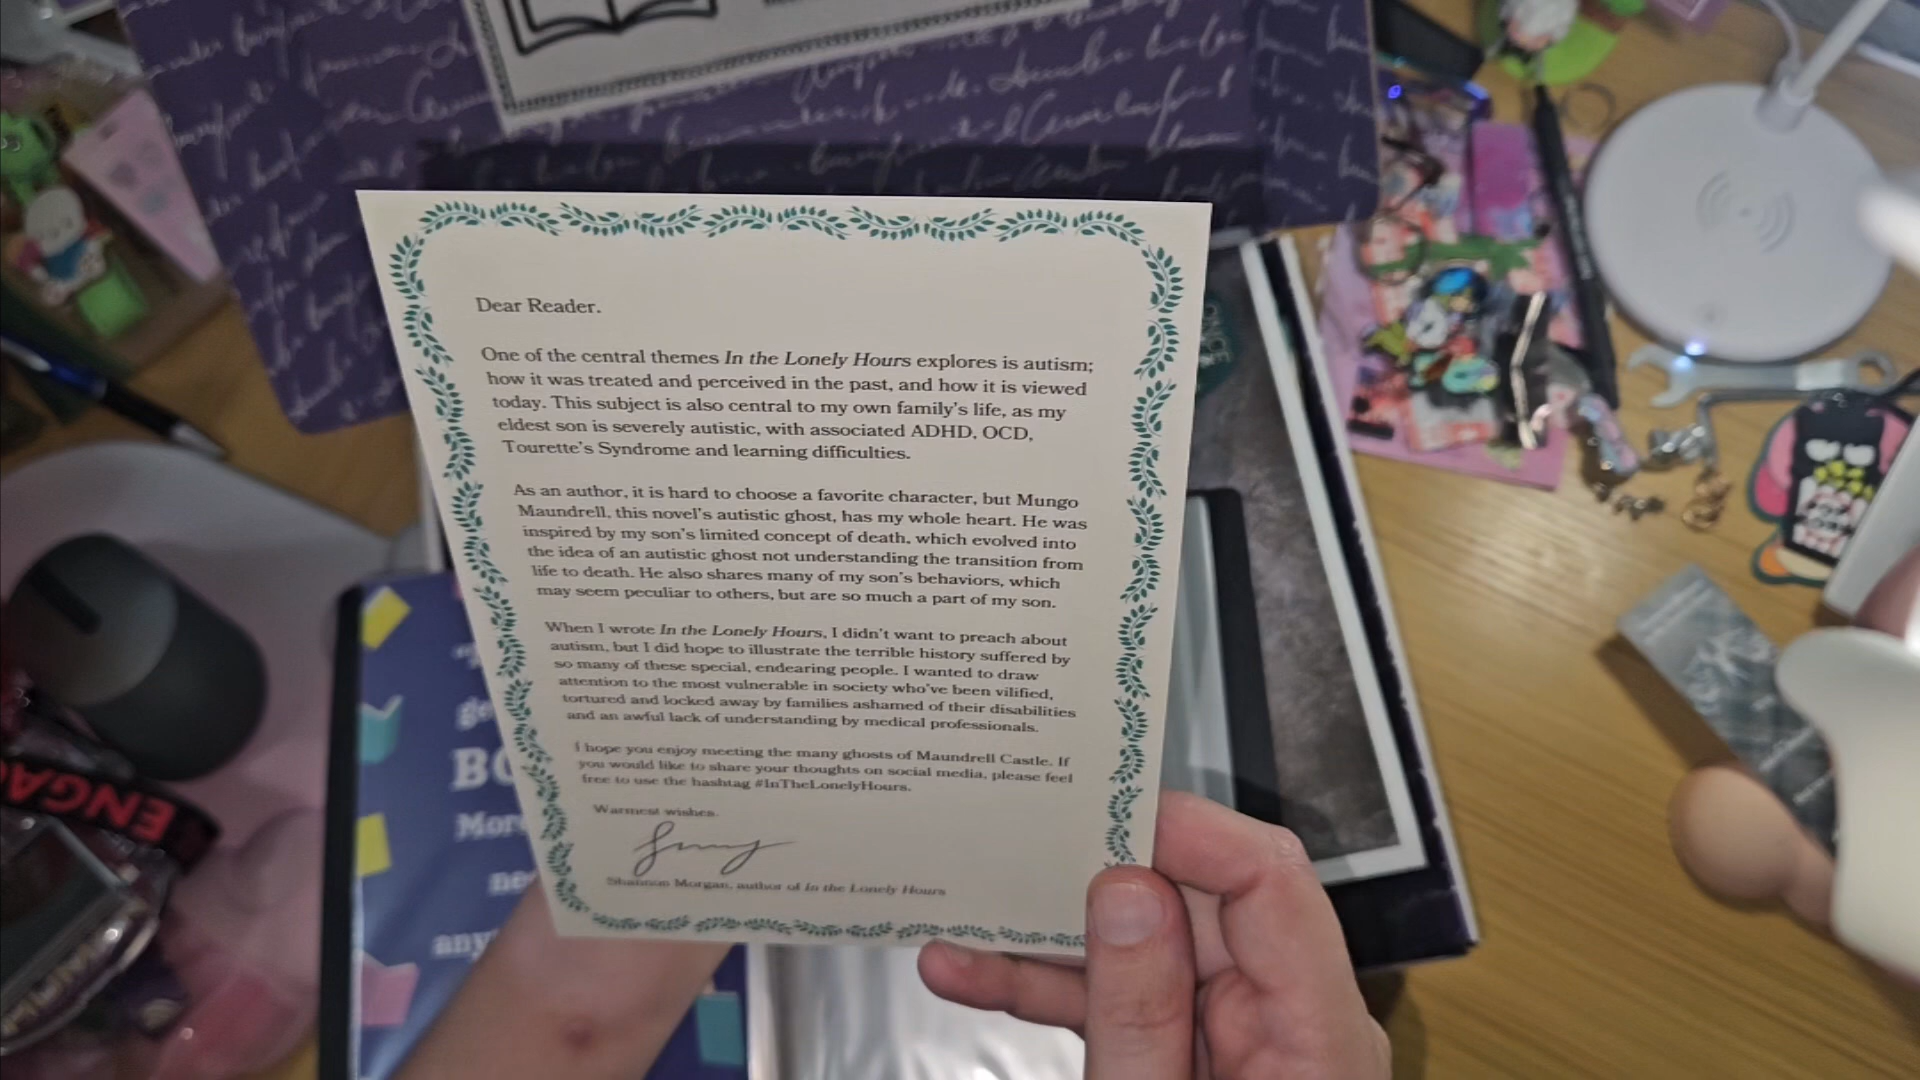 Dear Reader.
One of the central themes In the Lonely Hours explores is autism;
how it was treated and perceived in the past, and how it is viewed
today. This subject is also central to my own family's life, as my
eldest son is severely autistic, with associated ADHD, OCD,
Tourette's Syndrome and learning difficulties.
As an author, it is hard to choose a favorite character, but Mungo
Maundrell, this novel's autistic ghost, has my whole heart. He was
inspired by my son's limited concept of death, which evolved into
the idea of an autistic ghost not understanding the transition from
life to death. He also shares many of my son's behaviors, which
may seem peculiar to others, but are so much a part of my son.
When I wrote In the Lonely Hours, I didn't want to preach about
autism, but I did hope to illustrate the terrible history suffered by
so many of these special, endearing people. I wanted to draw
attention to the most vulnerable in society who've been vilified,
tortured and locked away by families ashamed of their disabilities
and an awful lack of understanding by medical professionals.
I hope you enjoy meeting the many ghosts of Maundrell Castle. If
you would like to share your thoughts on social media, please feel
free to use the hashtag #InTheLonelyHours.
Warmest wishes,
Shannon Morgan, author of In the Lonely Hours
ENGA